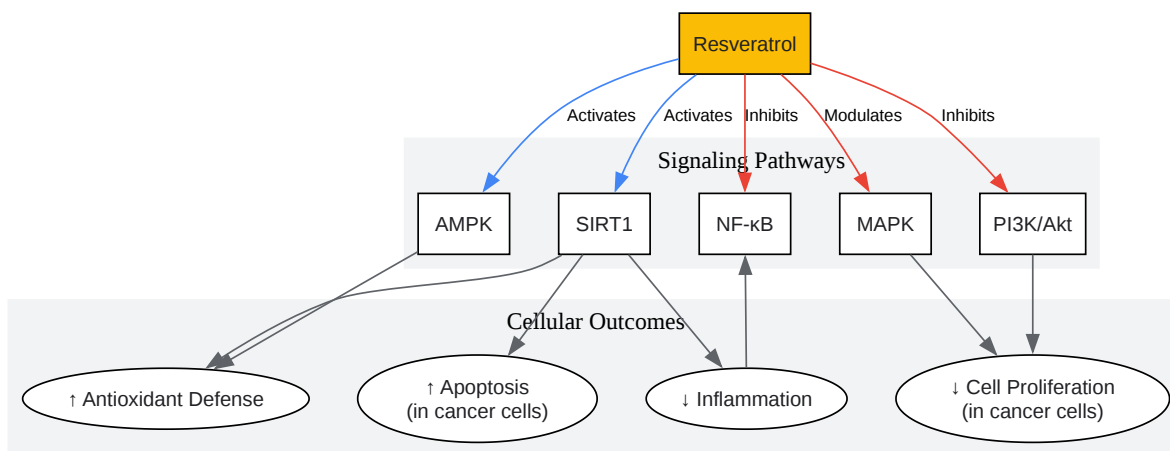 Resveratrol
Activates
Activates
Inhibits
Modulates
Inhibits
Signaling Pathways
AMPK
SIRT1
NF-κB
MAPK
PI3K/Akt
Cellular Outcomes
↑ Antioxidant Defense
↑ Apoptosis
(in cancer cells)
↓ Inflammation
↓ Cell Proliferation
(in cancer cells)